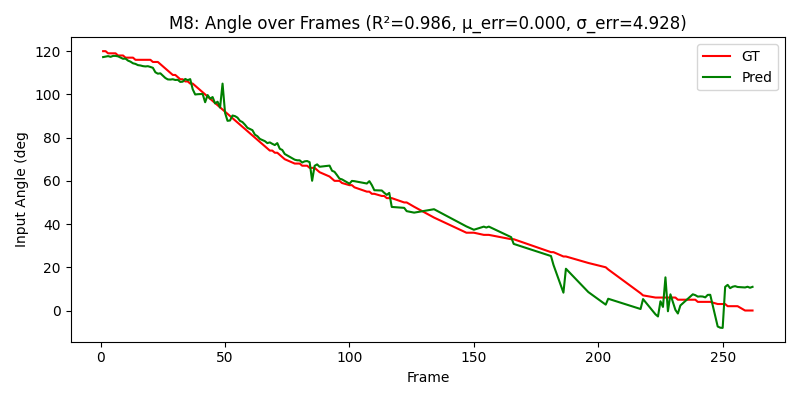 M8: Angle over Frames (R²=0.986, μ_err=0.000, σ_err=4.928)
GT
Pred
Input Angle (deg
120
100
80
60
40
20
0
0 50 100 150 200 250
Frame